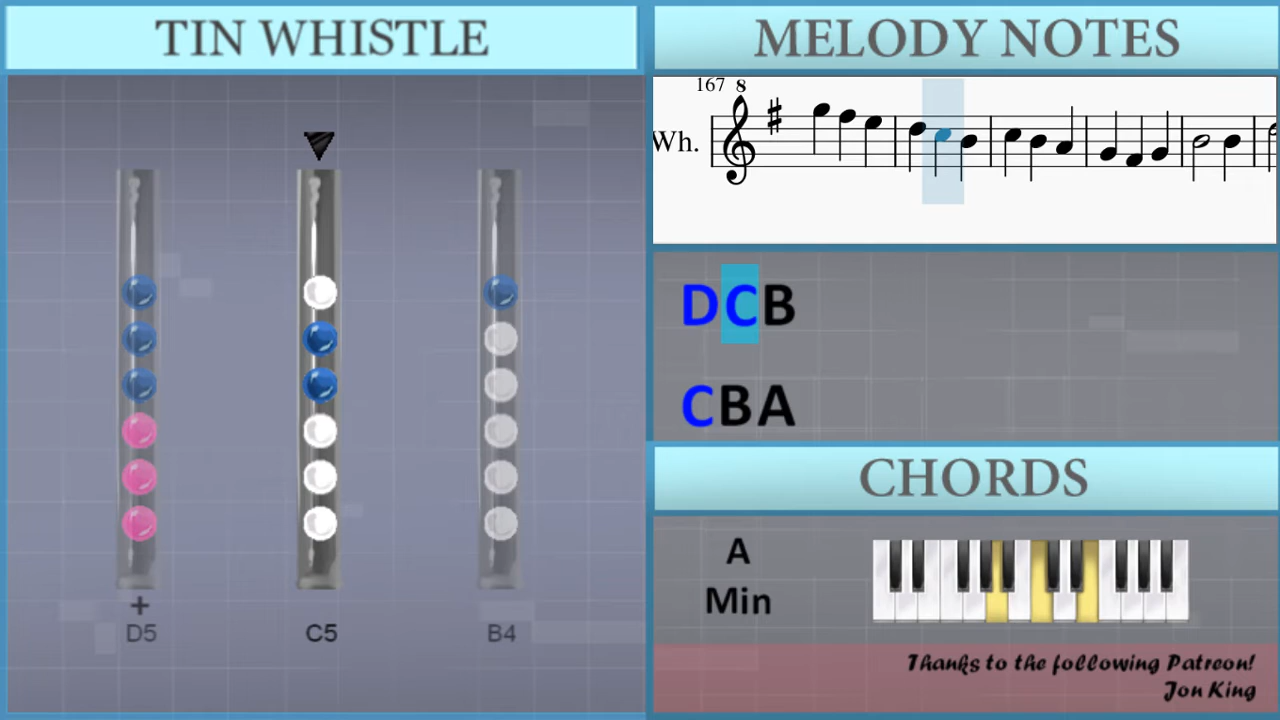 TIN WHISTLE
+
D5
C5
B4
MELODY NOTES
167 8
Wh.
DCB
CBA
CHORDS
A
Min
Thanks to the following Patreon!
Jon King